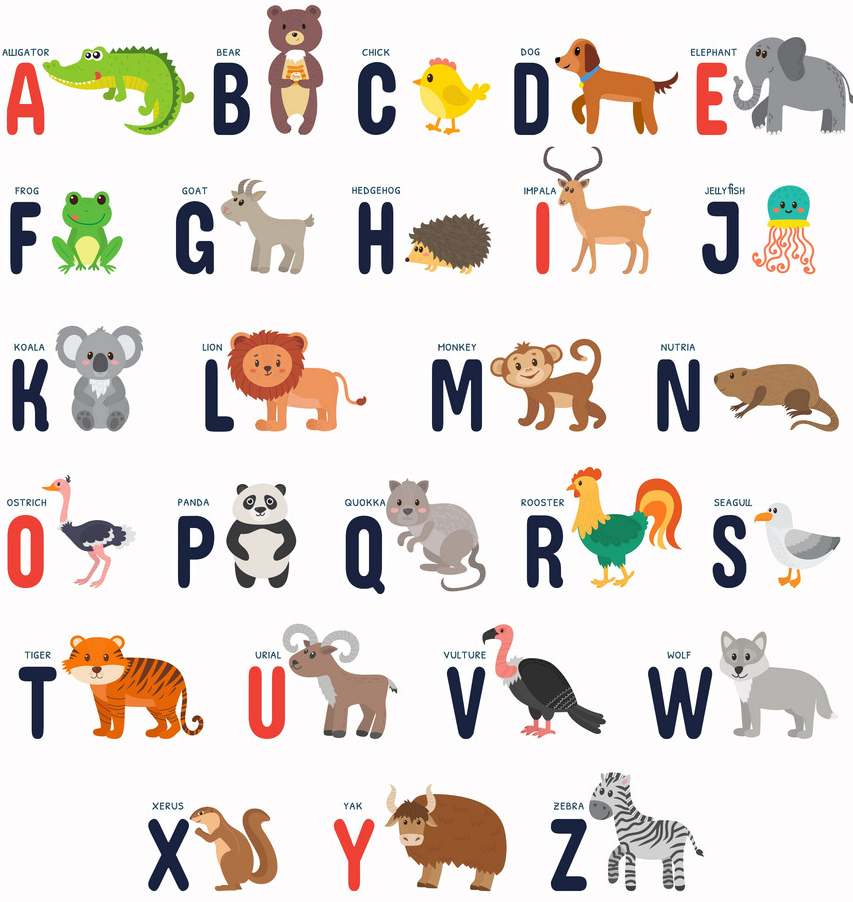 ALLIGATOR BEAR CHICK DOG ELEPHANT
A B C D E
FROG GOAT HEDGEHOG IMPALA JELLYfiSH
F G H I J
KOALA LION MONKEY NUTRIA
K L M N
OSTRICH PANDA QUOKKA ROOSTER SEAGULL
O P Q R S
TIGER URIAL VULTURE WOLF
T U V W
XERUS YAK ZEBRA
X Y Z